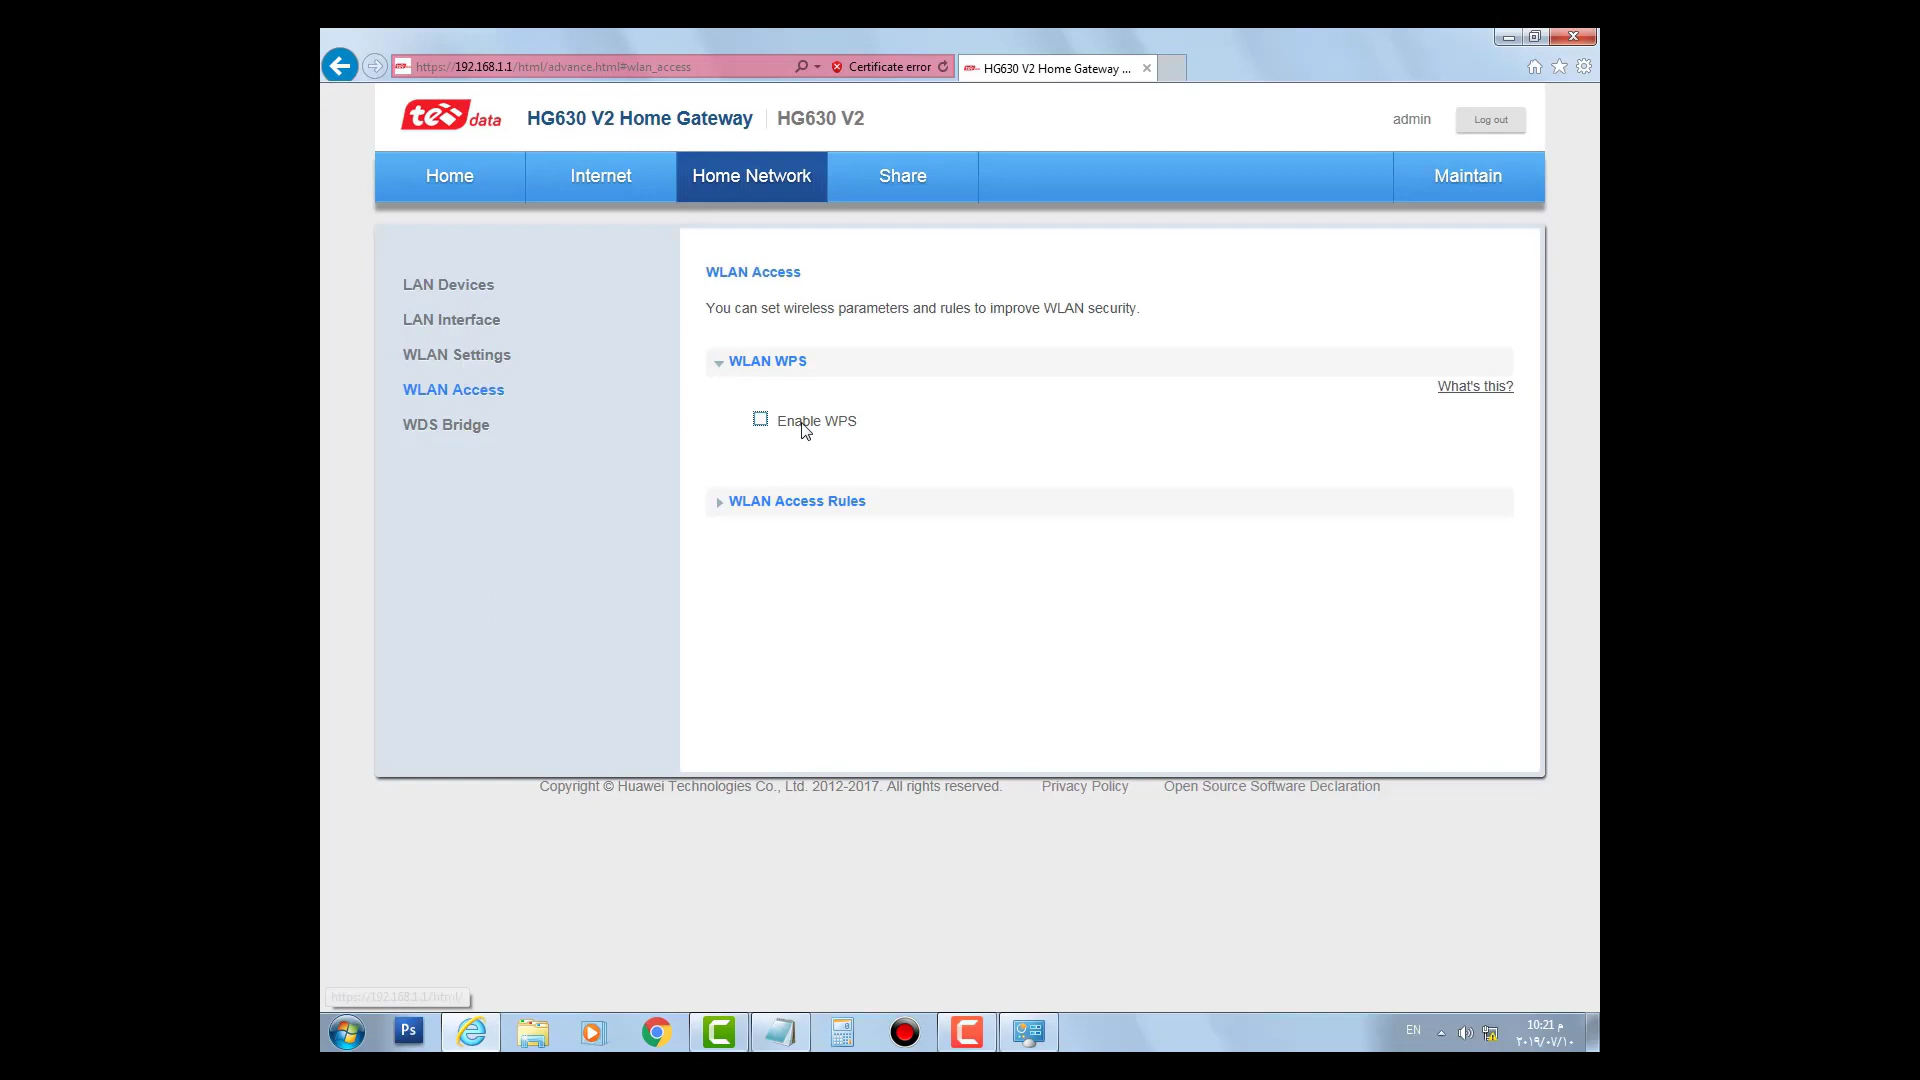 https://192.168.1.1/html/advance.html#wlan_access
Certificate error
HG630 V2 Home Gateway ...
te data
HG630 V2 Home Gateway
HG630 V2
admin
Log out
Home
Internet
Home Network
Share
Maintain
LAN Devices
LAN Interface
WLAN Settings
WLAN Access
WDS Bridge
WLAN Access
You can set wireless parameters and rules to improve WLAN security.
WLAN WPS
What's this?
Enable WPS
WLAN Access Rules
Copyright © Huawei Technologies Co., Ltd. 2012-2017. All rights reserved.
Privacy Policy
Open Source Software Declaration
https://192.168.1.1/html/
Ps
EN
10:21 م
٢٠١٩/٠٧/١٠